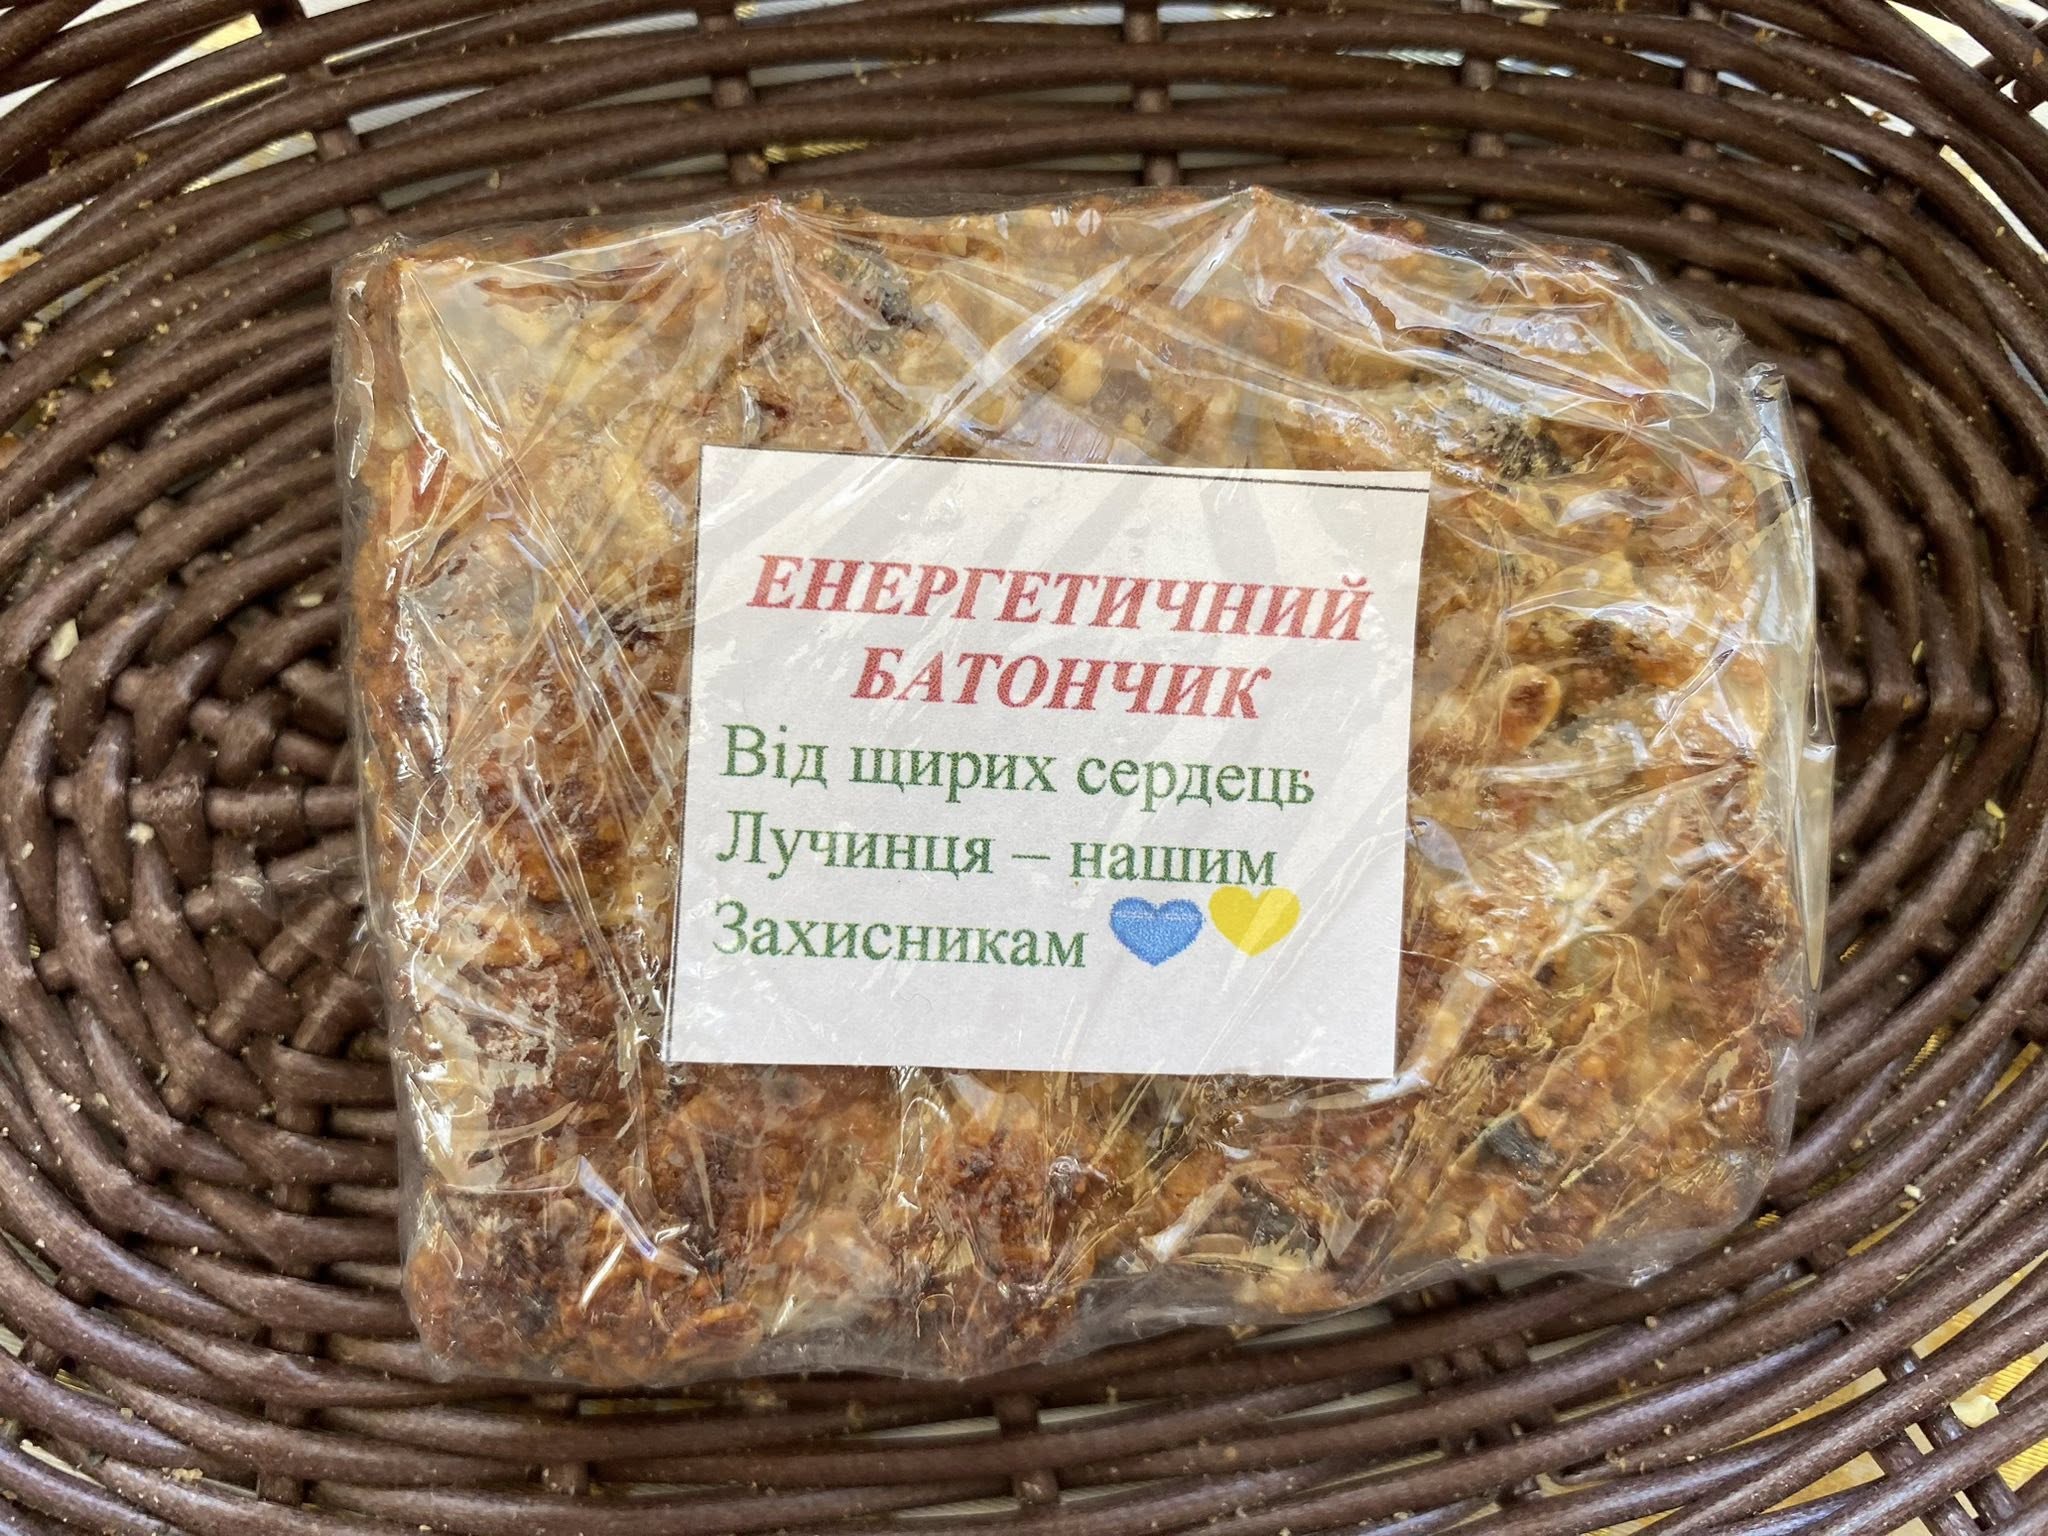 ЕНЕРГЕТИЧНИЙ
БАТОНЧИК
Від щирих сердець
Лучинця – нашим
Захисникам